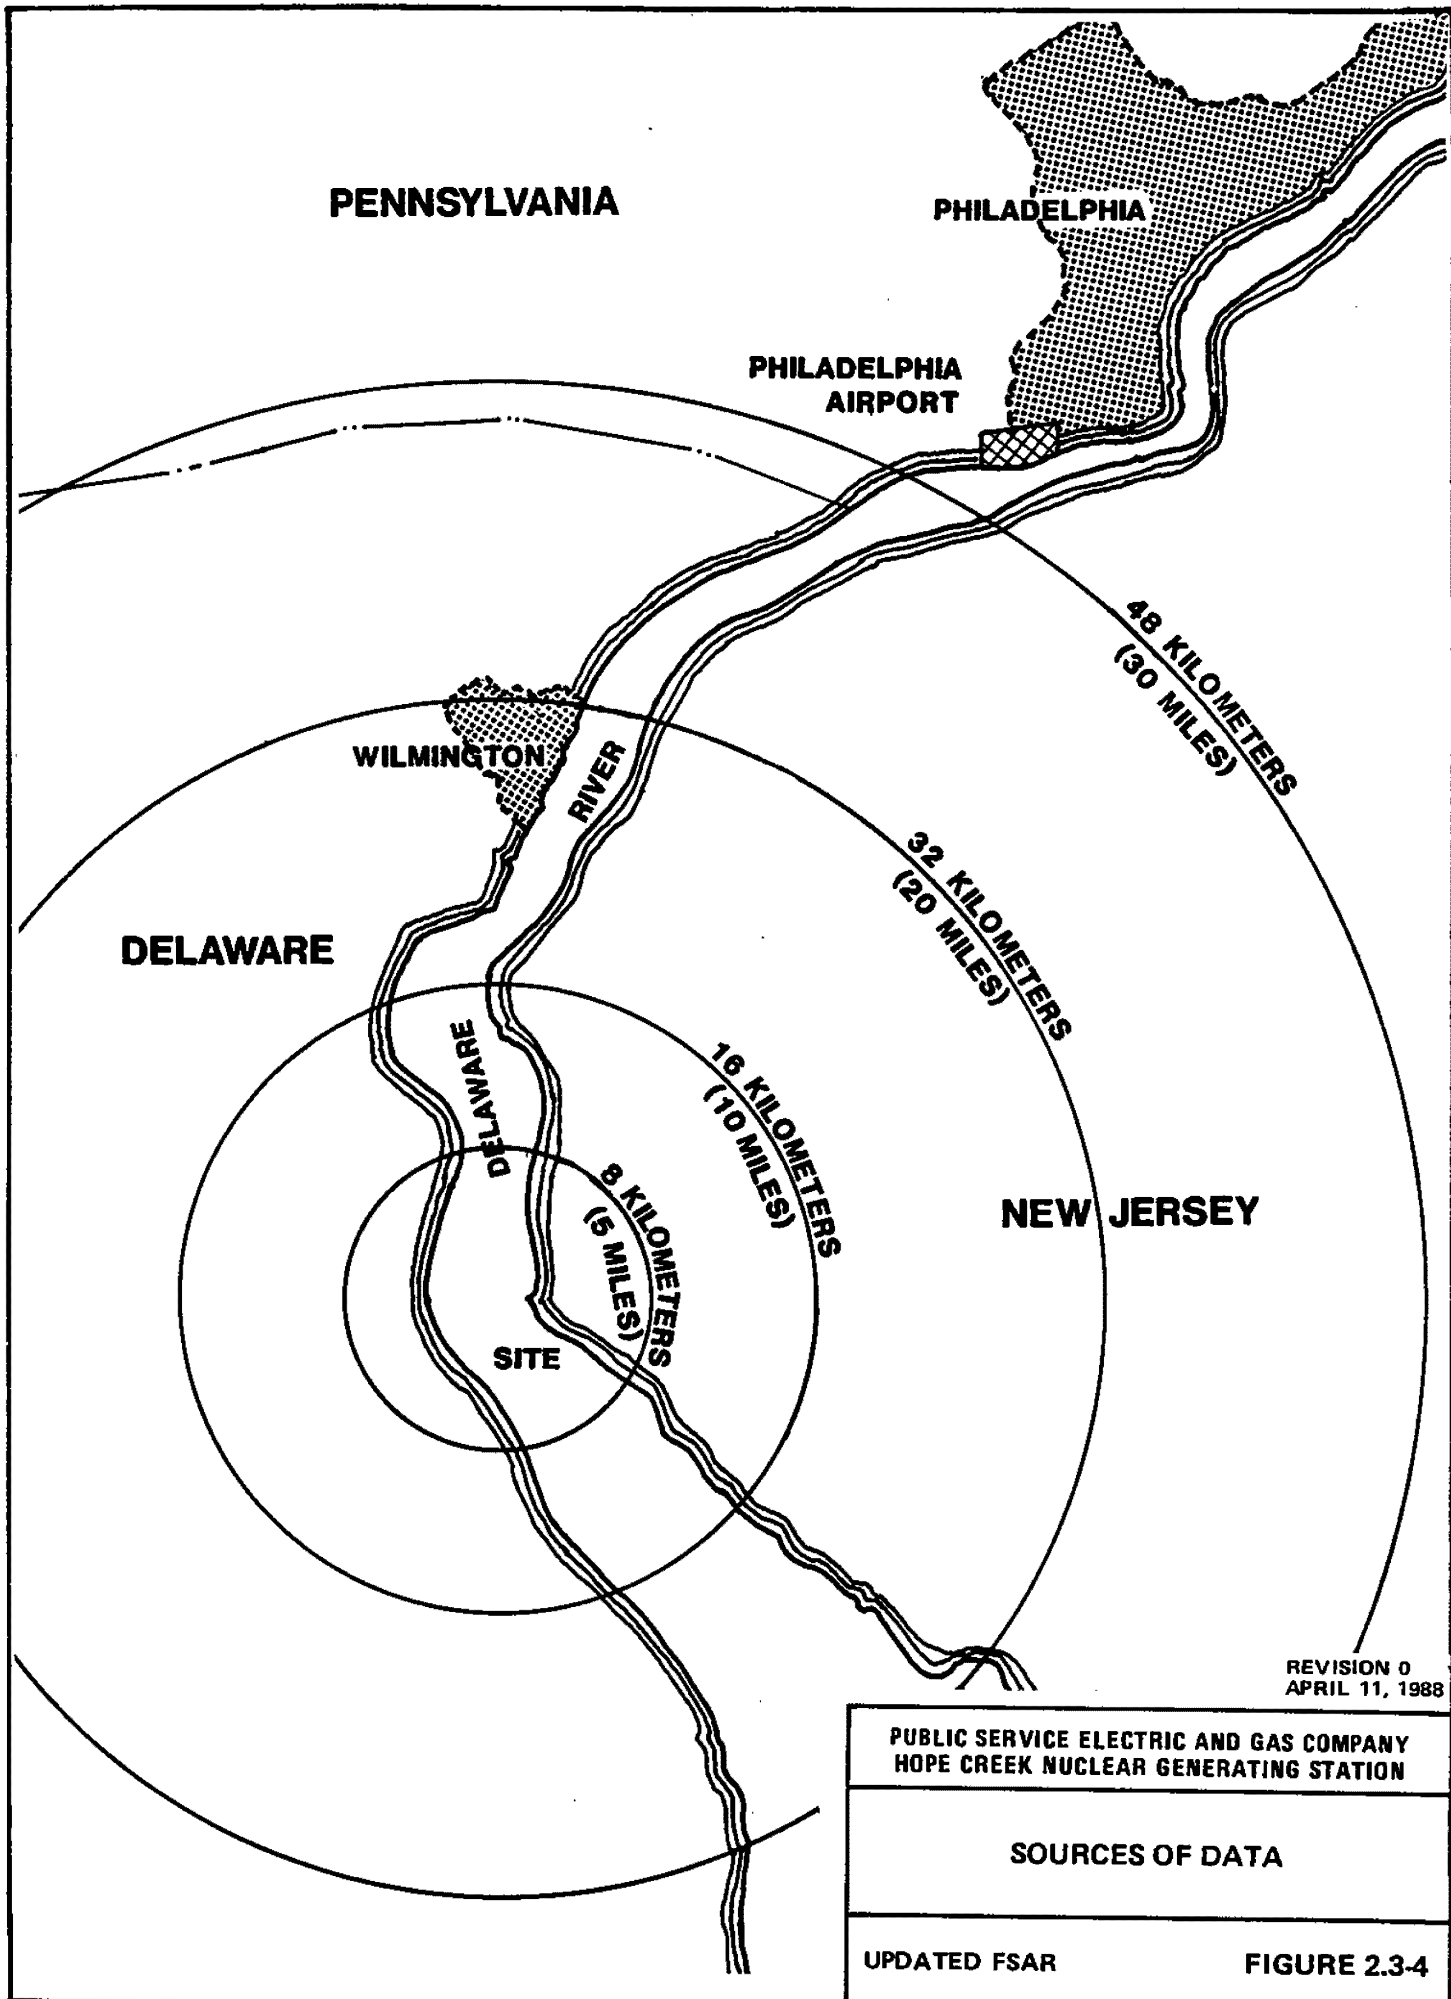 PENNSYLVANIA
PHILADELPHIA
PHILADELPHIA
AIRPORT
48 KILOMETERS
(30 MILES)
WILMINGTON
RIVER
32 KILOMETERS
(20 MILES)
DELAWARE
DELAWARE
16 KILOMETERS
(10 MILES)
8 KILOMETERS
(5 MILES)
NEW JERSEY
SITE
REVISION 0
APRIL 11, 1988
PUBLIC SERVICE ELECTRIC AND GAS COMPANY
HOPE CREEK NUCLEAR GENERATING STATION
SOURCES OF DATA
UPDATED FSAR
FIGURE 2.3-4